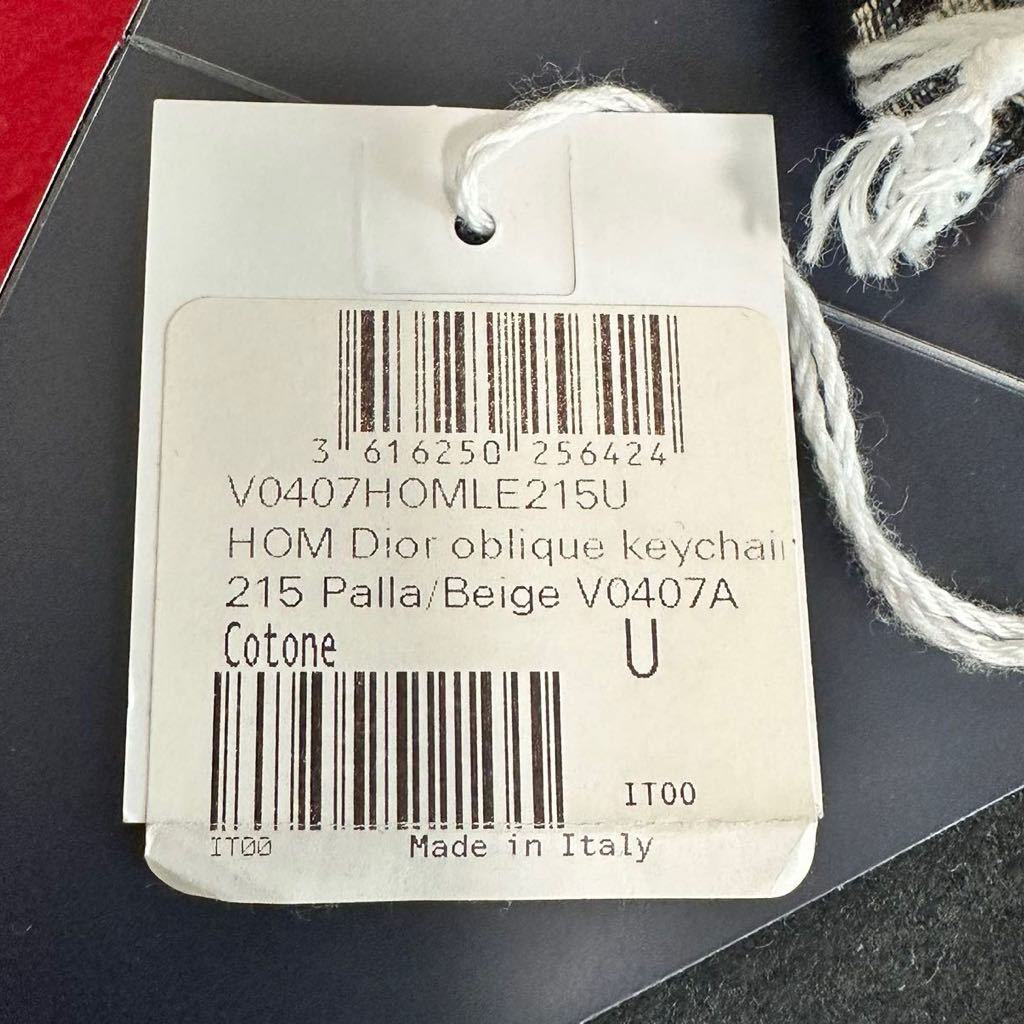 3 616250 256424
V0407HOMLE215U
HOM Dior oblique keychain
215 Palla/Beige V0407A
Cotone U
IT00
IT00 Made in Italy